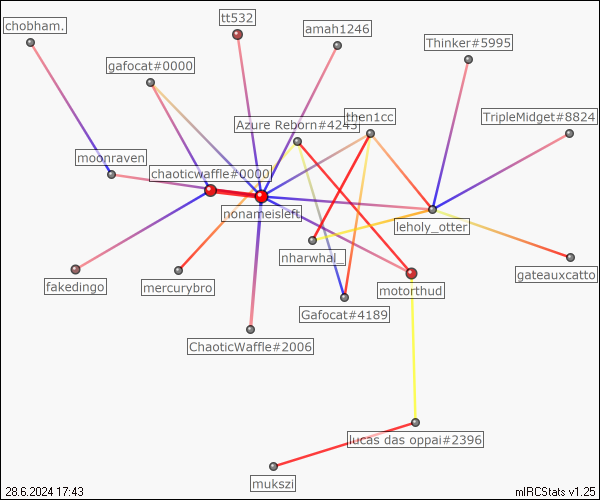 tt532
chobham.
amah1246
Thinker#5995
gafocat#0000
then1cc
TripleMidget#8824
Azure Reborn#4243
moonraven
chaoticwaffle#0000
nonameisleft
leholy_otter
nharwhal_
gateauxcatto
fakedingo
mercurybro
motorthud
Gafocat#4189
ChaoticWaffle#2006
lucas das oppai#2396
mukszi
28.6.2024 17:43
mIRCStats v1.25